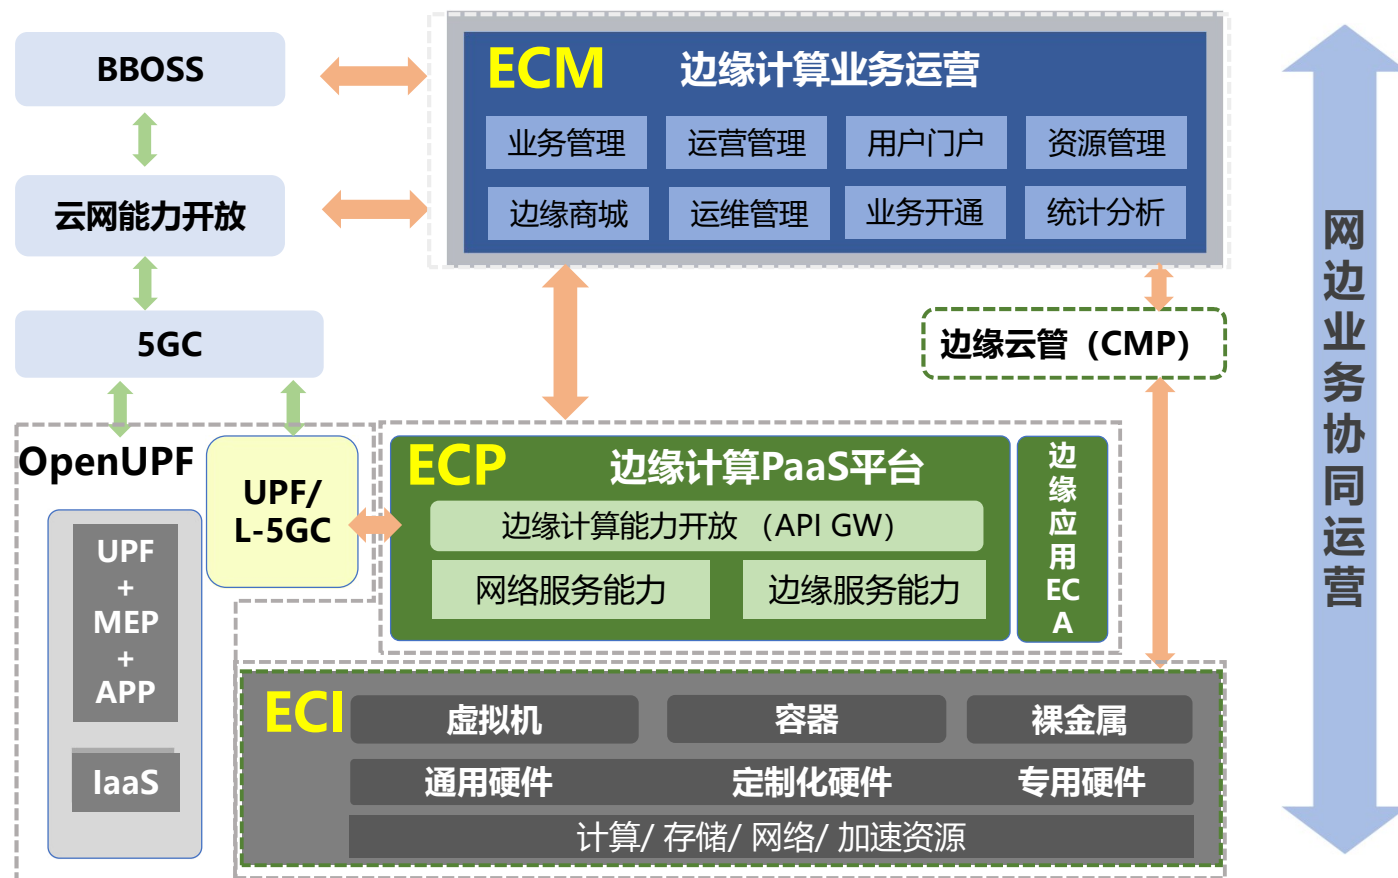 BBOSS
云网能力开放
5GC
ECM 边缘计算业务运营
业务管理 运营管理 用户门户 资源管理
边缘商城 运维管理 业务开通 统计分析
边缘云管（CMP）
OpenUPF
UPF/
L-5GC
UPF
+
MEP
+
APP
IaaS
ECP 边缘计算PaaS平台
边缘计算能力开放 （API GW）
网络服务能力 边缘服务能力
边
缘
应
用
EC
A
ECI
虚拟机 容器 裸金属
通用硬件 定制化硬件 专用硬件
计算/ 存储/ 网络/ 加速资源
网
边
业
务
协
同
运
营